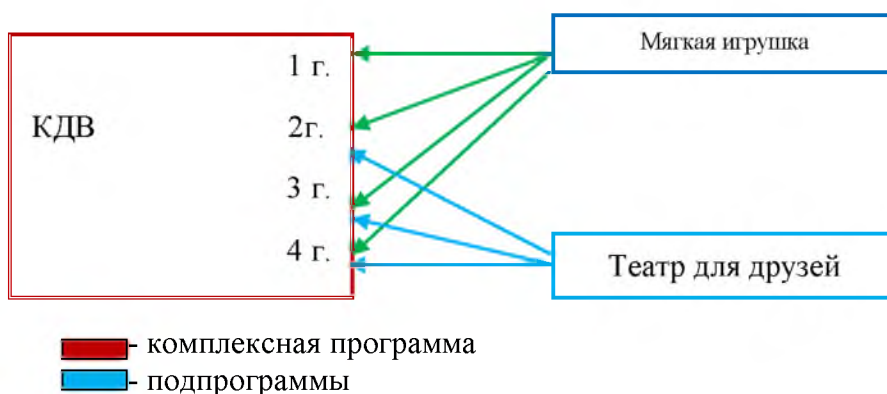 Мягкая игрушка
1 г.
КДВ
2г.
3 г.
4 г.
Театр для друзей
- комплексная программа
- подпрограммы